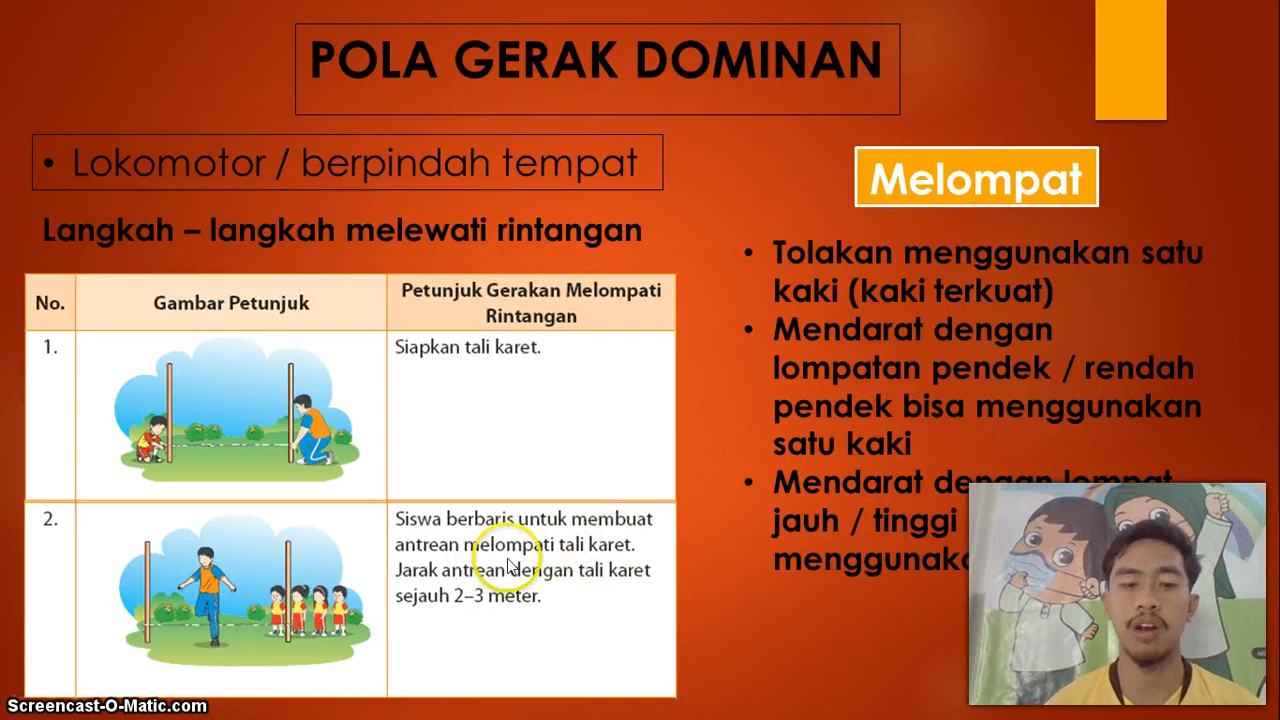 POLA GERAK DOMINAN
• Lokomotor / berpindah tempat
Langkah – langkah melewati rintangan
No.
Gambar Petunjuk
Petunjuk Gerakan Melompati
Rintangan
1.
Siapkan tali karet.
2.
Siswa berbaris untuk membuat
antrean melompati tali karet.
Jarak antrean dengan tali karet
sejauh 2–3 meter.
Melompat
• Tolakan menggunakan satu
kaki (kaki terkuat)
• Mendarat dengan
lompatan pendek / rendah
pendek bisa menggunakan
satu kaki
• Mendarat dengan lompat
jauh / tinggi
Screencast-O-Matic.com